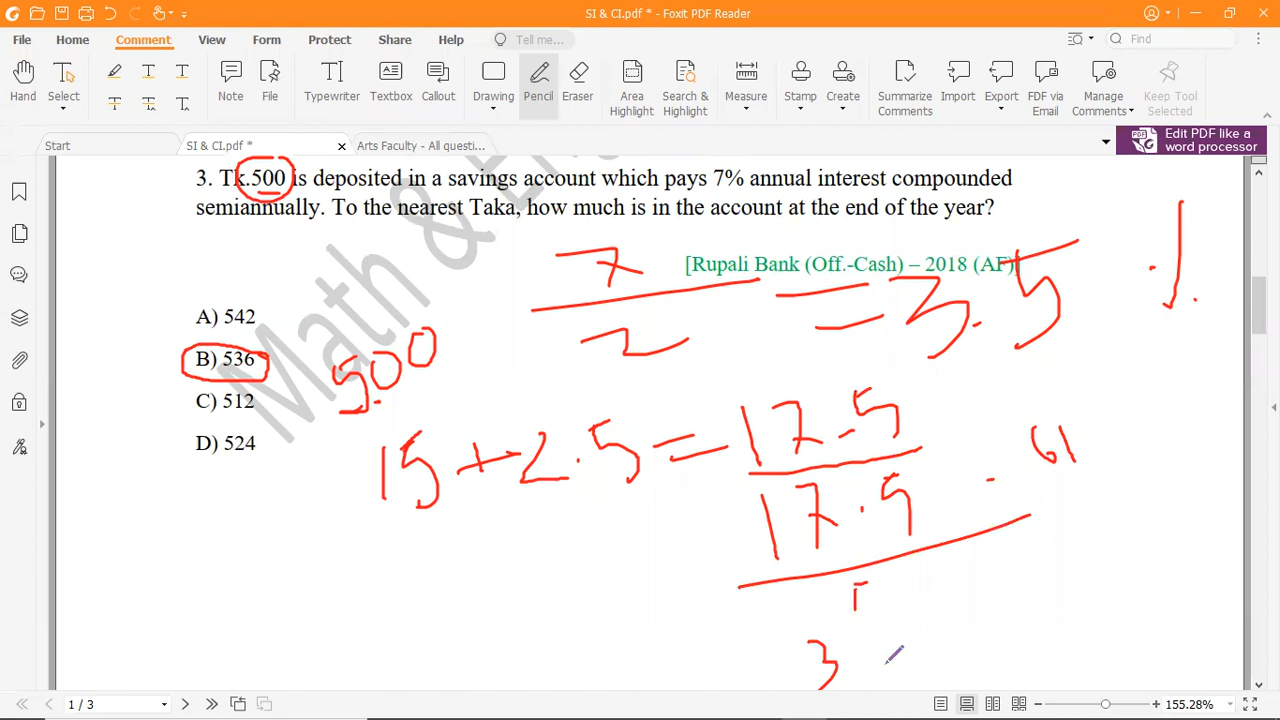 SI & CI.pdf * - Foxit PDF Reader
File Home Comment View Form Protect Share Help Tell me... Find
Hand Select Note File Typewriter Textbox Callout Drawing Pencil Eraser Area Highlight Search & Highlight Measure Stamp Create Summarize Comments Import Export PDF via Email Manage Comments Keep Tool Selected
Start SI & CI.pdf * Arts Faculty - All questi... Edit PDF like a word processor
3. Tk.500 is deposited in a savings account which pays 7% annual interest compounded
semiannually. To the nearest Taka, how much is in the account at the end of the year?
[Rupali Bank (Off.-Cash) – 2018 (AF)]
7
2
= 3.5
A) 542
B) 536
500
C) 512
D) 524
15 + 2.5 = 17.5
17.5
3
Math & En
1 / 3 155.28%